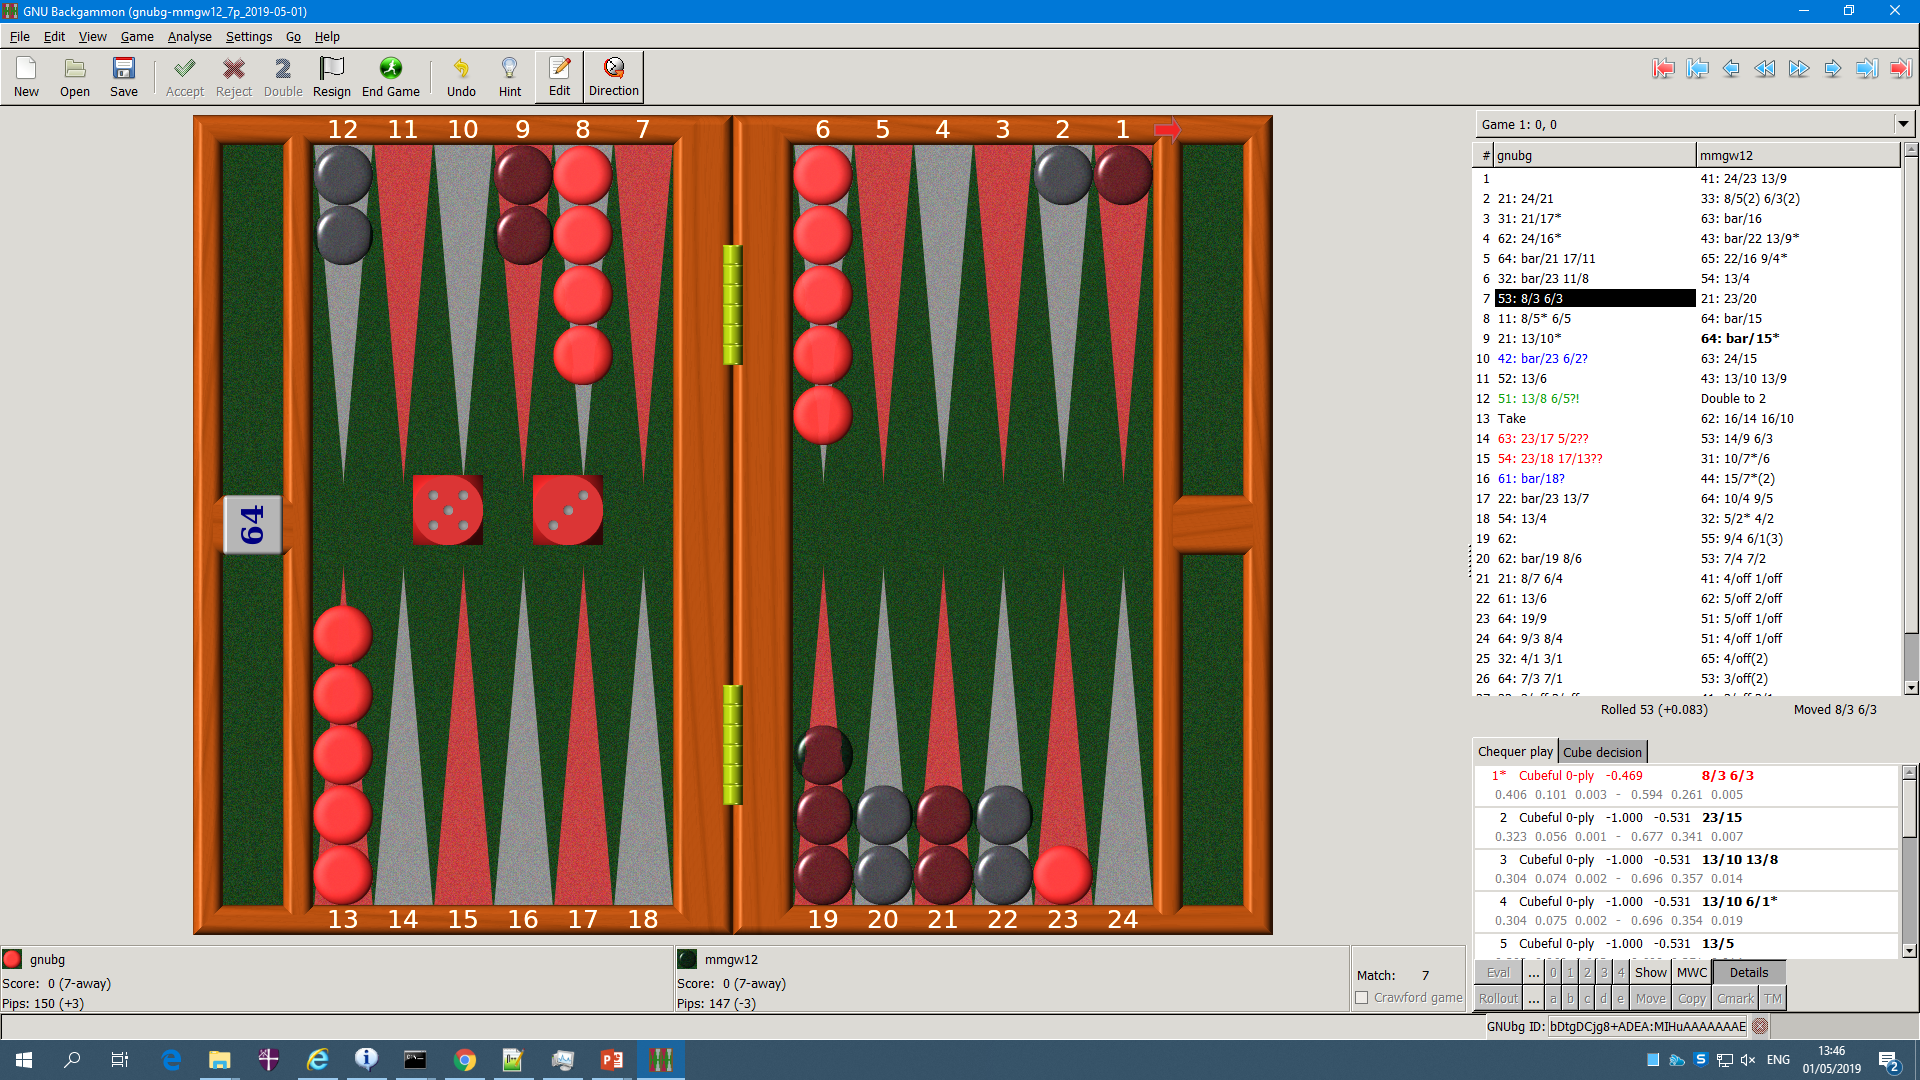 GNU Backgammon (gnubg-mmgw12_7p_2019-05-01)
File Edit View Game Analyse Settings Go Help
New Open Save Accept Reject Double Resign End Game Undo Hint Edit Direction
12 11 10 9 8 7 6 5 4 3 2 1
64
13 14 15 16 17 18 19 20 21 22 23 24
Game 1: 0, 0
# gnubg mmgw12
1 41: 24/23 13/9
2 21: 24/21 33: 8/5(2) 6/3(2)
3 31: 21/17* 63: bar/16
4 62: 24/16* 43: bar/22 13/9*
5 64: bar/21 17/11 65: 22/16 9/4*
6 32: bar/23 11/8 54: 13/4
7 53: 8/3 6/3 21: 23/20
8 11: 8/5* 6/5 64: bar/15
9 21: 13/10* 64: bar/15*
10 42: bar/23 6/2? 63: 24/15
11 52: 13/6 43: 13/10 13/9
12 51: 13/8 6/5?! Double to 2
13 Take 62: 16/14 16/10
14 63: 23/17 5/2?? 53: 14/9 6/3
15 54: 23/18 17/13?? 31: 10/7*/6
16 61: bar/18? 44: 15/7*(2)
17 22: bar/23 13/7 64: 10/4 9/5
18 54: 13/4 32: 5/2* 4/2
19 62: 55: 9/4 6/1(3)
20 62: bar/19 8/6 53: 7/4 7/2
21 21: 8/7 6/4 41: 4/off 1/off
22 61: 13/6 62: 5/off 2/off
23 64: 19/9 51: 5/off 1/off
24 64: 9/3 8/4 51: 4/off 1/off
25 32: 4/1 3/1 65: 4/off(2)
26 64: 7/3 7/1 53: 3/off(2)
Rolled 53 (+0.083) Moved 8/3 6/3
Chequer play Cube decision
1* Cubeful 0-ply -0.469 8/3 6/3
0.406 0.101 0.003 - 0.594 0.261 0.005
2 Cubeful 0-ply -1.000 -0.531 23/15
0.323 0.056 0.001 - 0.677 0.341 0.007
3 Cubeful 0-ply -1.000 -0.531 13/10 13/8
0.304 0.074 0.002 - 0.696 0.357 0.014
4 Cubeful 0-ply -1.000 -0.531 13/10 6/1*
0.304 0.075 0.002 - 0.696 0.354 0.019
5 Cubeful 0-ply -1.000 -0.531 13/5
Eval ... 0 1 2 3 4 Show MWC Details
Rollout ... a b c d e Move Copy Cmark TM
gnubg
Score: 0 (7-away)
Pips: 150 (+3)
mmgw12
Score: 0 (7-away)
Pips: 147 (-3)
Match: 7
Crawford game
GNUbg ID: bDtgDCjg8+ADEA:MIHuAAAAAAAE
ENG
13:46
01/05/2019
2